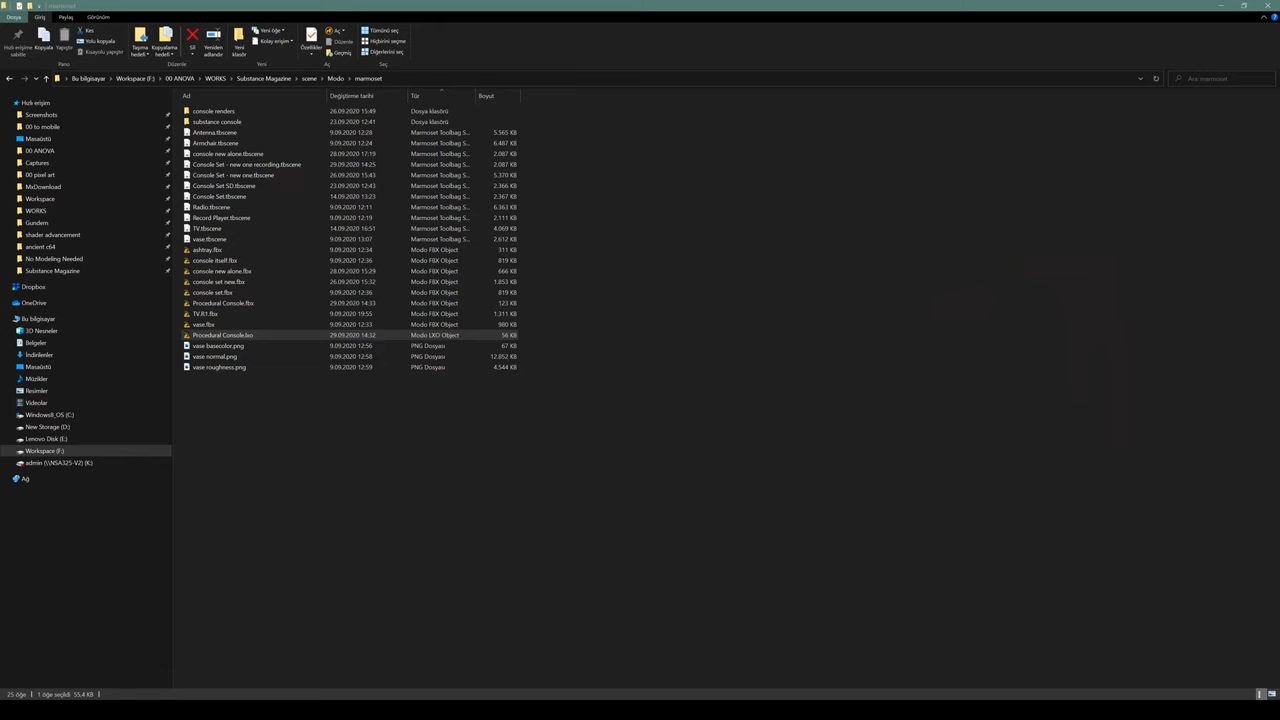 marmoset
Dosya Giriş Paylaş Görünüm
Hızlı erişime sabitle
Kopyala
Yapıştır
Kes
Yolu kopyala
Kısayolu yapıştır
Taşıma hedefi
Kopyalama hedefi
Sil
Yeniden adlandır
Yeni klasör
Yeni öğe
Kolay erişim
Özellikler
Aç
Düzenle
Geçmiş
Tümünü seç
Hiçbirini seçme
Diğerlerini seç
Pano Düzenle Yeni Aç Seç
Bu bilgisayar Workspace (F:) 00 ANOVA WORKS Substance Magazine scene Modo marmoset
Ara: marmoset
Ad Değiştirme tarihi Tür Boyut
Hızlı erişim
Screenshots
00 to mobile
Masaüstü
00 ANOVA
Captures
00 pixel art
MxDownload
Workspace
WORKS
Gundem
shader advancement
ancient c64
No Modeling Needed
Substance Magazine
Dropbox
OneDrive
Bu bilgisayar
3D Nesneler
Belgeler
İndirilenler
Masaüstü
Müzikler
Resimler
Videolar
Windows8_OS (C:)
New Storage (D:)
Lenovo Disk (E:)
Workspace (F:)
admin (\\NSA325-V2) (K:)
Ağ
console renders 26.09.2020 15:49 Dosya klasörü
substance console 23.09.2020 12:41 Dosya klasörü
Antenna.tbscene 9.09.2020 12:28 Marmoset Toolbag S... 5.565 KB
Armchair.tbscene 9.09.2020 12:24 Marmoset Toolbag S... 6.487 KB
console new alone.tbscene 28.09.2020 17:19 Marmoset Toolbag S... 2.087 KB
Console Set - new one recording.tbscene 29.09.2020 14:25 Marmoset Toolbag S... 2.087 KB
Console Set - new one.tbscene 26.09.2020 15:43 Marmoset Toolbag S... 5.370 KB
Console Set SD.tbscene 23.09.2020 12:43 Marmoset Toolbag S... 2.366 KB
Console Set.tbscene 14.09.2020 13:23 Marmoset Toolbag S... 2.367 KB
Radio.tbscene 9.09.2020 12:11 Marmoset Toolbag S... 6.363 KB
Record Player.tbscene 9.09.2020 12:19 Marmoset Toolbag S... 2.111 KB
TV.tbscene 14.09.2020 16:51 Marmoset Toolbag S... 4.069 KB
vase.tbscene 9.09.2020 13:07 Marmoset Toolbag S... 2.612 KB
ashtray.fbx 9.09.2020 12:34 Modo FBX Object 311 KB
console itself.fbx 9.09.2020 12:36 Modo FBX Object 819 KB
console new alone.fbx 28.09.2020 15:29 Modo FBX Object 666 KB
console set new.fbx 26.09.2020 15:32 Modo FBX Object 1.853 KB
console set.fbx 9.09.2020 12:36 Modo FBX Object 819 KB
Procedural Console.fbx 29.09.2020 14:33 Modo FBX Object 123 KB
TV.R1.fbx 9.09.2020 19:55 Modo FBX Object 1.311 KB
vase.fbx 9.09.2020 12:33 Modo FBX Object 980 KB
Procedural Console.lxo 29.09.2020 14:32 Modo LXO Object 56 KB
vase basecolor.png 9.09.2020 12:56 PNG Dosyası 67 KB
vase normal.png 9.09.2020 12:58 PNG Dosyası 12.852 KB
vase roughness.png 9.09.2020 12:59 PNG Dosyası 4.544 KB
25 öğe 1 öğe seçildi 55,4 KB